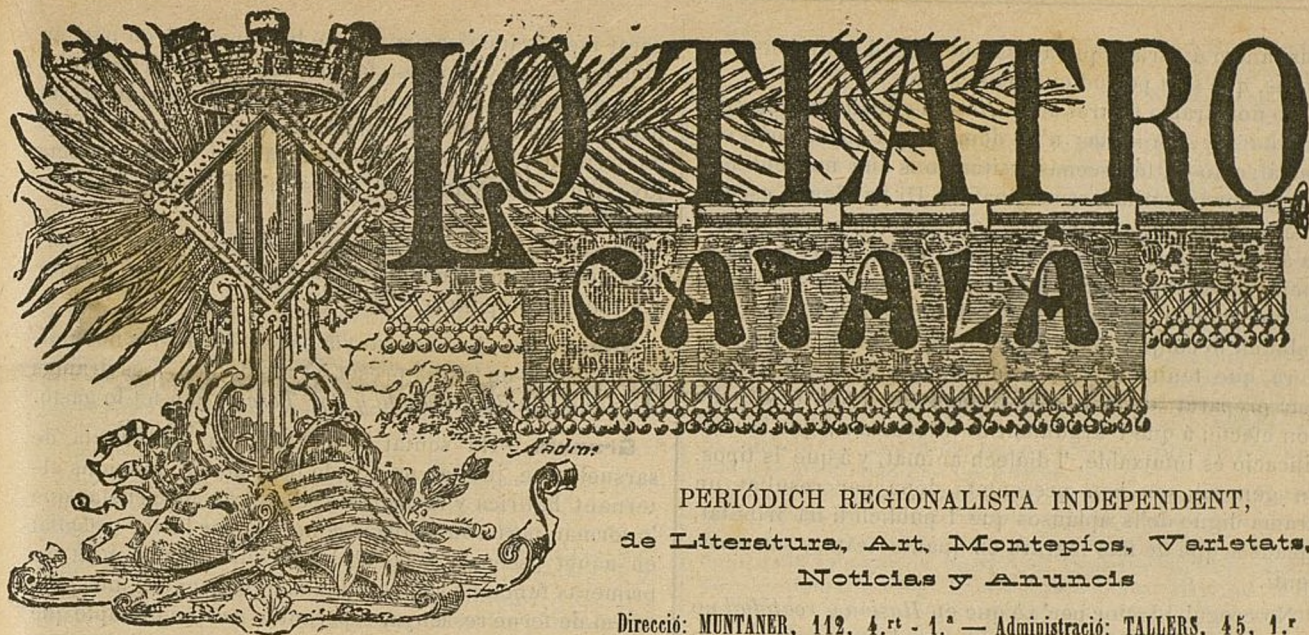 LO TEATRO
CATALÀ
PERIÓDICH REGIONALISTA INDEPENDENT,
de Literatura, Art, Montepíos, Varietats,
Noticias y Anuncis
Direcció: MUNTANER, 112, 4.rt - 1.ª — Administració: TALLERS, 45, 1.r